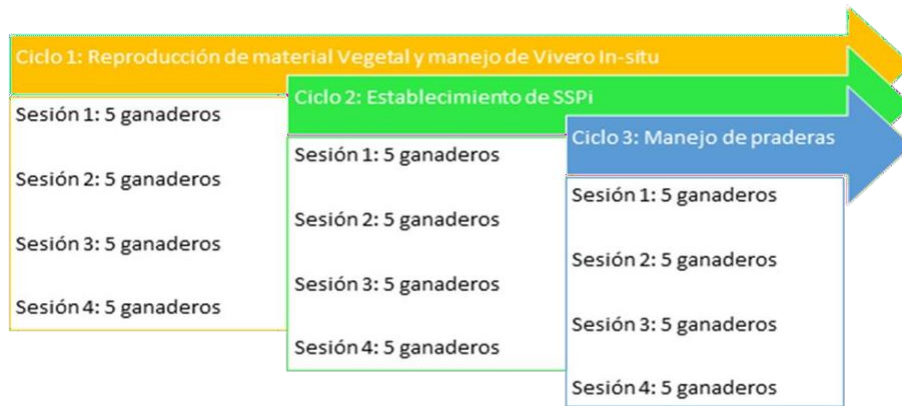 Ciclo 1: Reproducción de material Vegetal y manejo de Vivero In-situ
Sesión 1: 5 ganaderos
Sesión 2: 5 ganaderos
Sesión 3: 5 ganaderos
Sesión 4: 5 ganaderos
Ciclo 2: Establecimiento de SSPi
Sesión 1: 5 ganaderos
Sesión 2: 5 ganaderos
Sesión 3: 5 ganaderos
Sesión 4: 5 ganaderos
Ciclo 3: Manejo de praderas
Sesión 1: 5 ganaderos
Sesión 2: 5 ganaderos
Sesión 3: 5 ganaderos
Sesión 4: 5 ganaderos